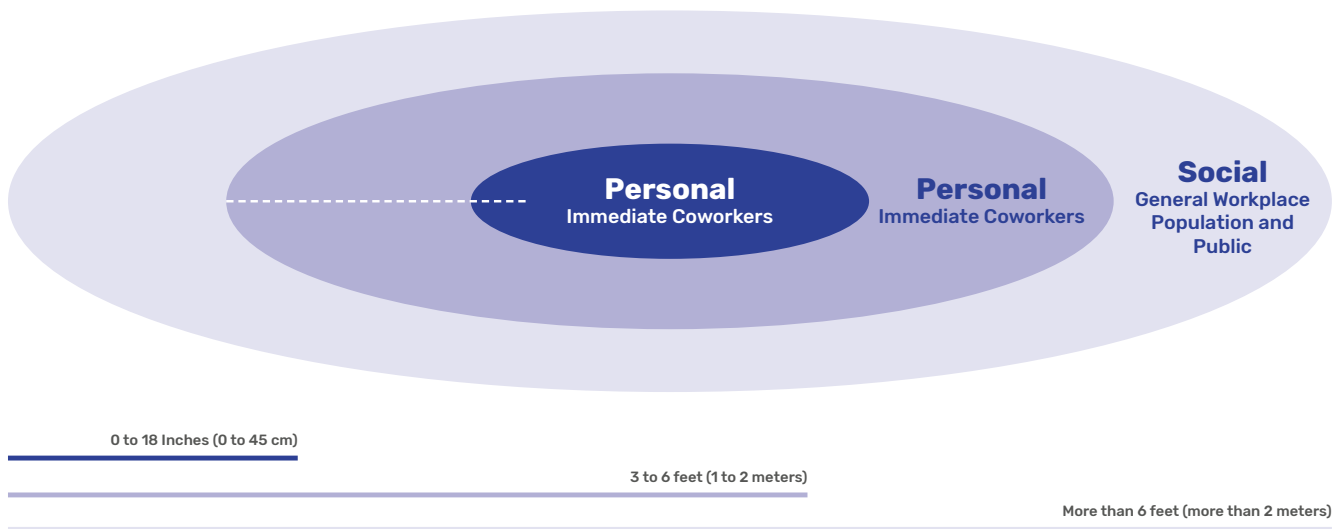 Personal
Immediate Coworkers
Personal
Immediate Coworkers
Social
General Workplace
Population and
Public
0 to 18 Inches (0 to 45 cm)
3 to 6 feet (1 to 2 meters)
More than 6 feet (more than 2 meters)